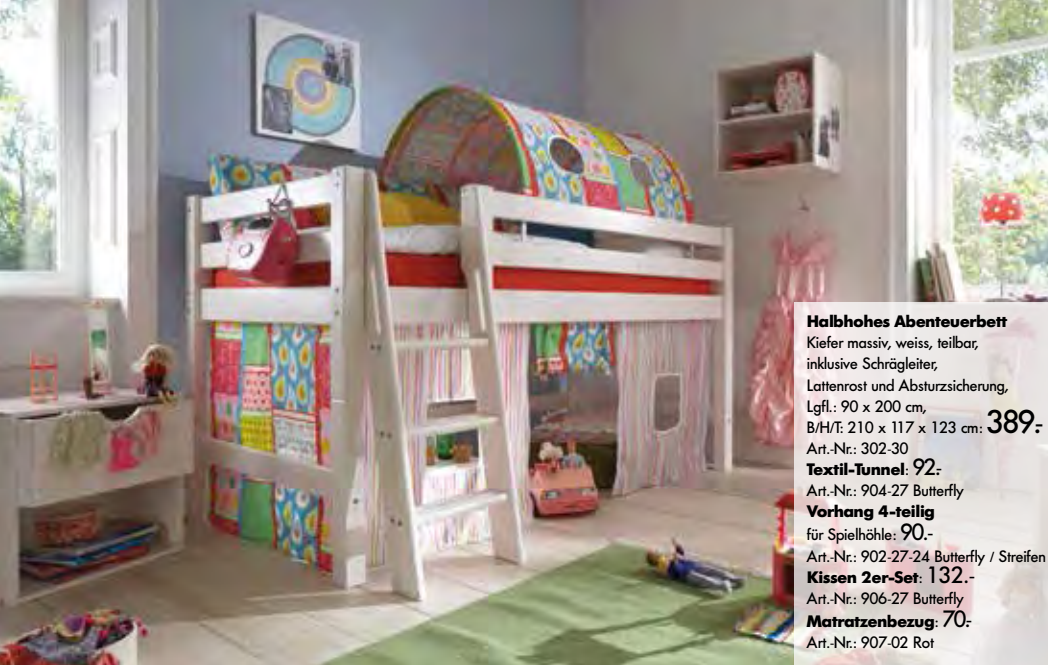 Halbhohes Abenteuerbett
Kiefer massiv, weiss, teilbar,
inklusive Schrägleiter,
Lattenrost und Absturzsicherung,
Lgfl.: 90 x 200 cm,
B/H/T: 210 x 117 x 123 cm: 389.-
Art.-Nr.: 302-30
Textil-Tunnel: 92.-
Art.-Nr.: 904-27 Butterfly
Vorhang 4-teilig
für Spielhöhle: 90.-
Art.-Nr.: 902-27-24 Butterfly / Streifen
Kissen 2er-Set: 132.-
Art.-Nr.: 906-27 Butterfly
Matratzenbezug: 70.-
Art.-Nr.: 907-02 Rot